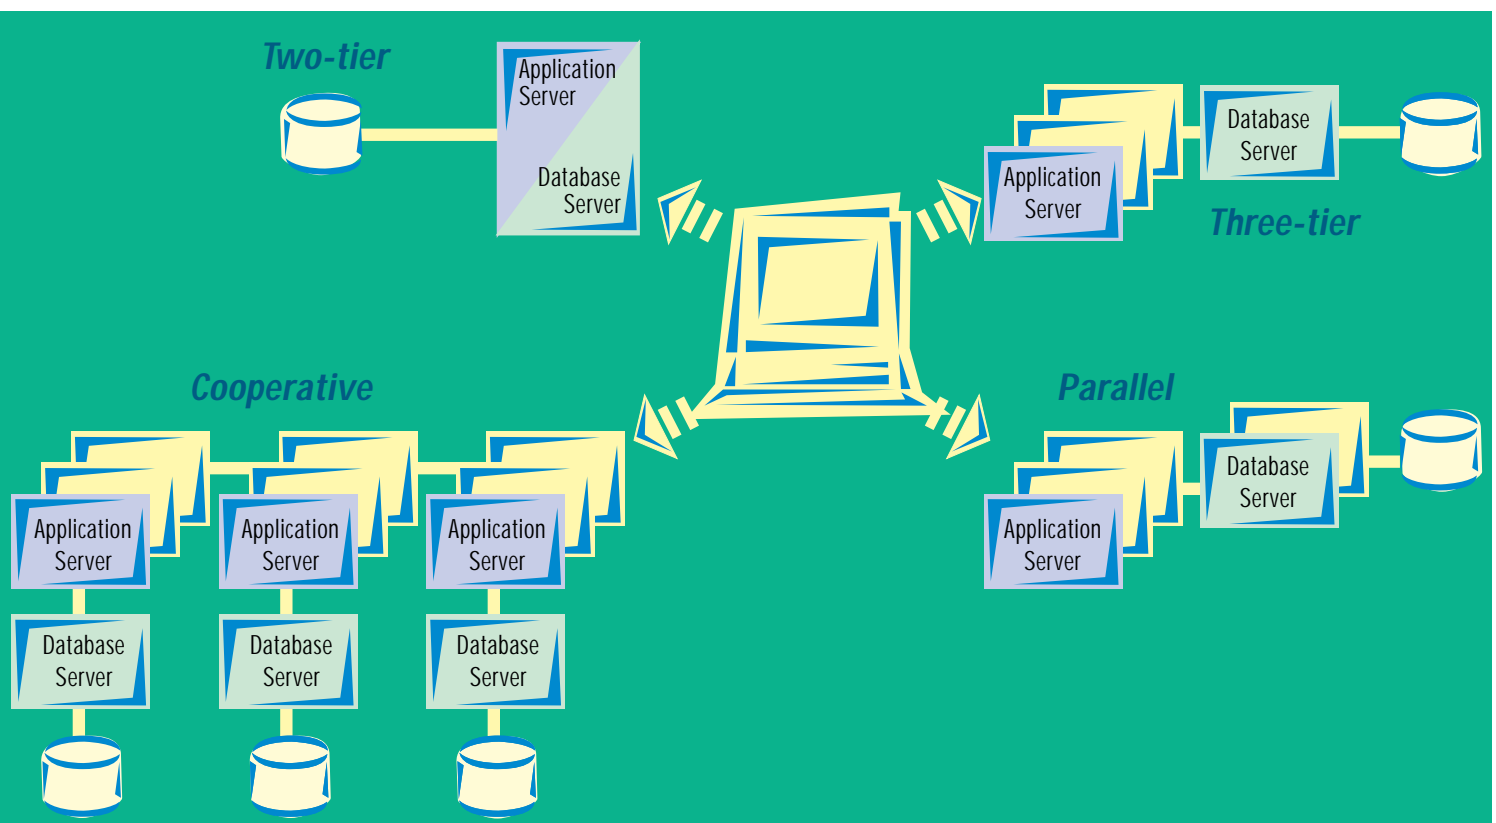 Two-tier
Application
Server
Database
Server
Application
Server
Database
Server
Three-tier
Cooperative
Application
Server
Application
Server
Application
Server
Database
Server
Database
Server
Database
Server
Parallel
Application
Server
Database
Server